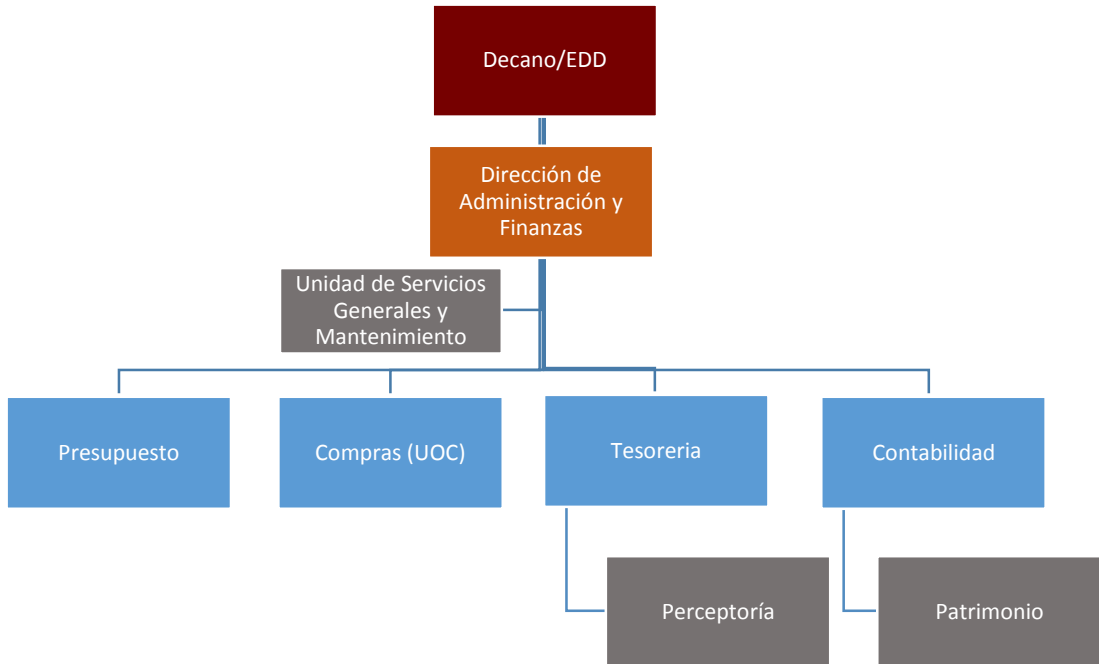 Decano/EDD
Dirección de
Administración y
Finanzas
Unidad de Servicios
Generales y
Mantenimiento
Presupuesto
Compras (UOC)
Tesoreria
Contabilidad
Perceptoría
Patrimonio